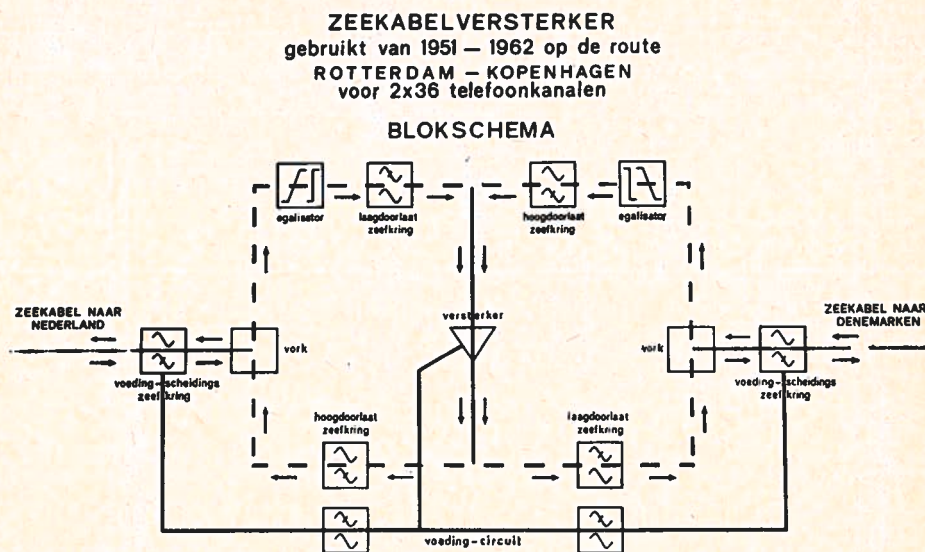 ZEEKABELVERSTERKER
gebruikt van 1951 – 1962 op de route
ROTTERDAM – KOPENHAGEN
voor 2x36 telefoonkanalen
BLOKSCHEMA
egalisator
laagdoorlaat
zeefkring
hoogdoorlaat
zeefkring
egalisator
ZEEKABEL NAAR
NEDERLAND
versterker
ZEEKABEL NAAR
DENEMARKEN
vork
vork
voeding-scheidings
zeefkring
voeding-scheidings
zeefkring
hoogdoorlaat
zeefkring
laagdoorlaat
zeefkring
voeding-circuit